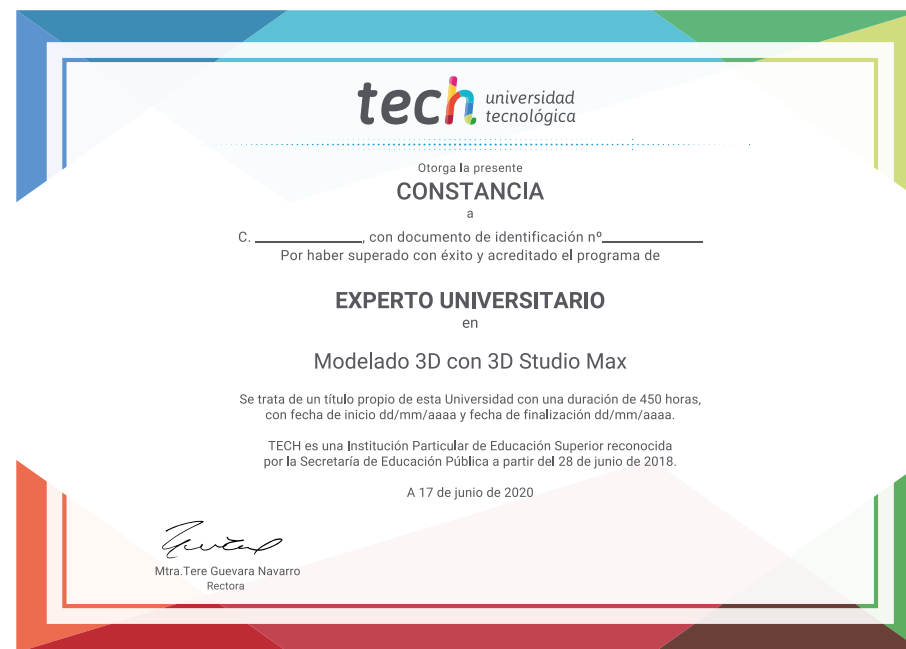 tech universidad
tecnológica
Otorga la presente
CONSTANCIA
a
C. ________________, con documento de identificación nº_______________
Por haber superado con éxito y acreditado el programa de
EXPERTO UNIVERSITARIO
en
Modelado 3D con 3D Studio Max
Se trata de un título propio de esta Universidad con una duración de 450 horas,
con fecha de inicio dd/mm/aaaa y fecha de finalización dd/mm/aaaa.
TECH es una Institución Particular de Educación Superior reconocida
por la Secretaría de Educación Pública a partir del 28 de junio de 2018.
A 17 de junio de 2020
Mtra.Tere Guevara Navarro
Rectora